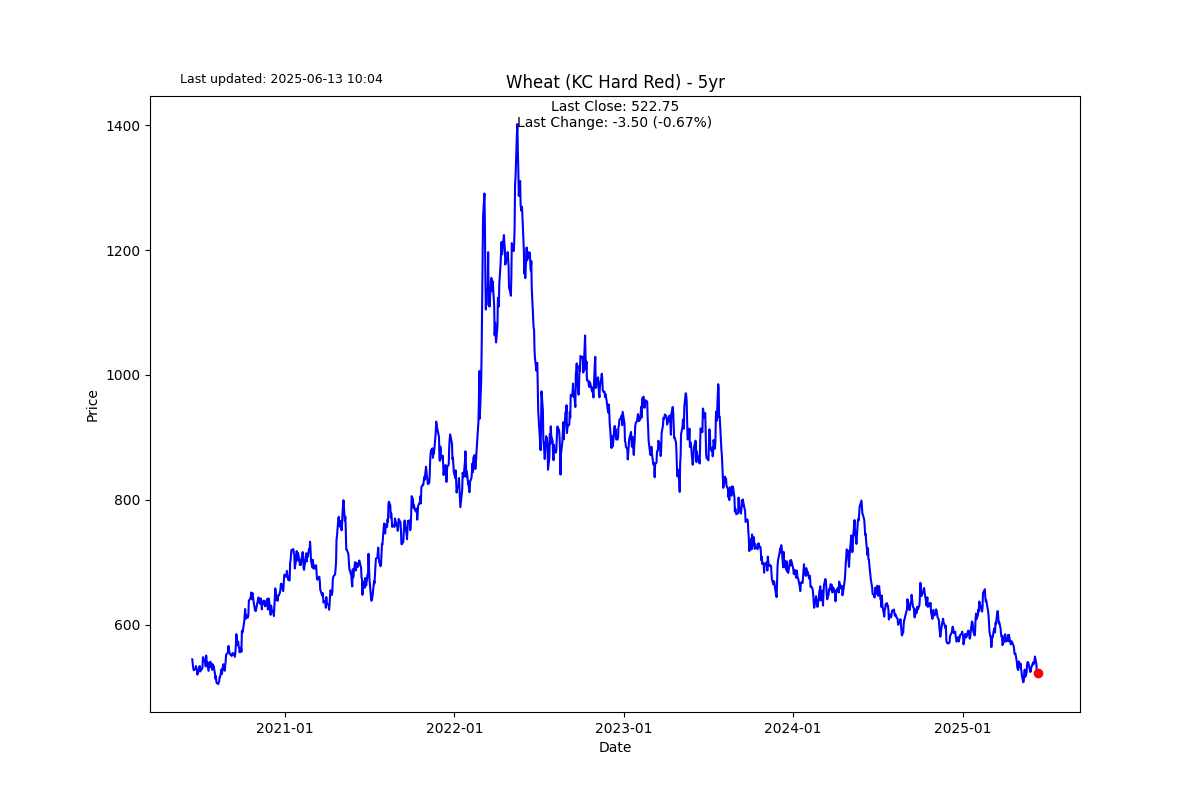 Last updated: 2025-06-13 10:04
Wheat (KC Hard Red) - 5yr
Last Close: 522.75
Last Change: -3.50 (-0.67%)
1400
1200
1000
800
600
Price
2021-01
2022-01
2023-01
2024-01
2025-01
Date